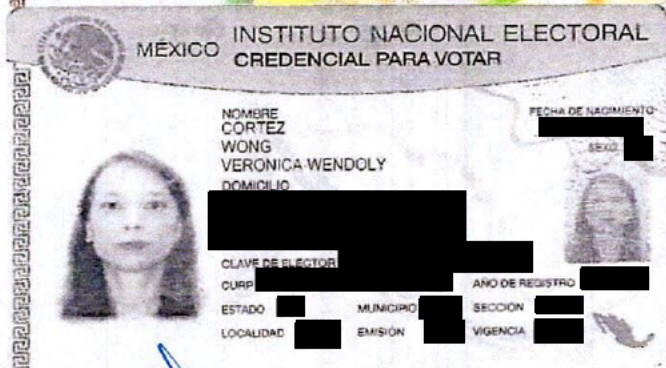 MÉXICO
INSTITUTO NACIONAL ELECTORAL
CREDENCIAL PARA VOTAR
NOMBRE
CORTEZ
WONG
VERONICA WENDOLY
FECHA DE NACIMIENTO
SEXO
DOMICILIO
CLAVE DE ELECTOR
CURP
AÑO DE REGISTRO
ESTADO
MUNICIPIO
SECCIÓN
LOCALIDAD
EMISIÓN
VIGENCIA